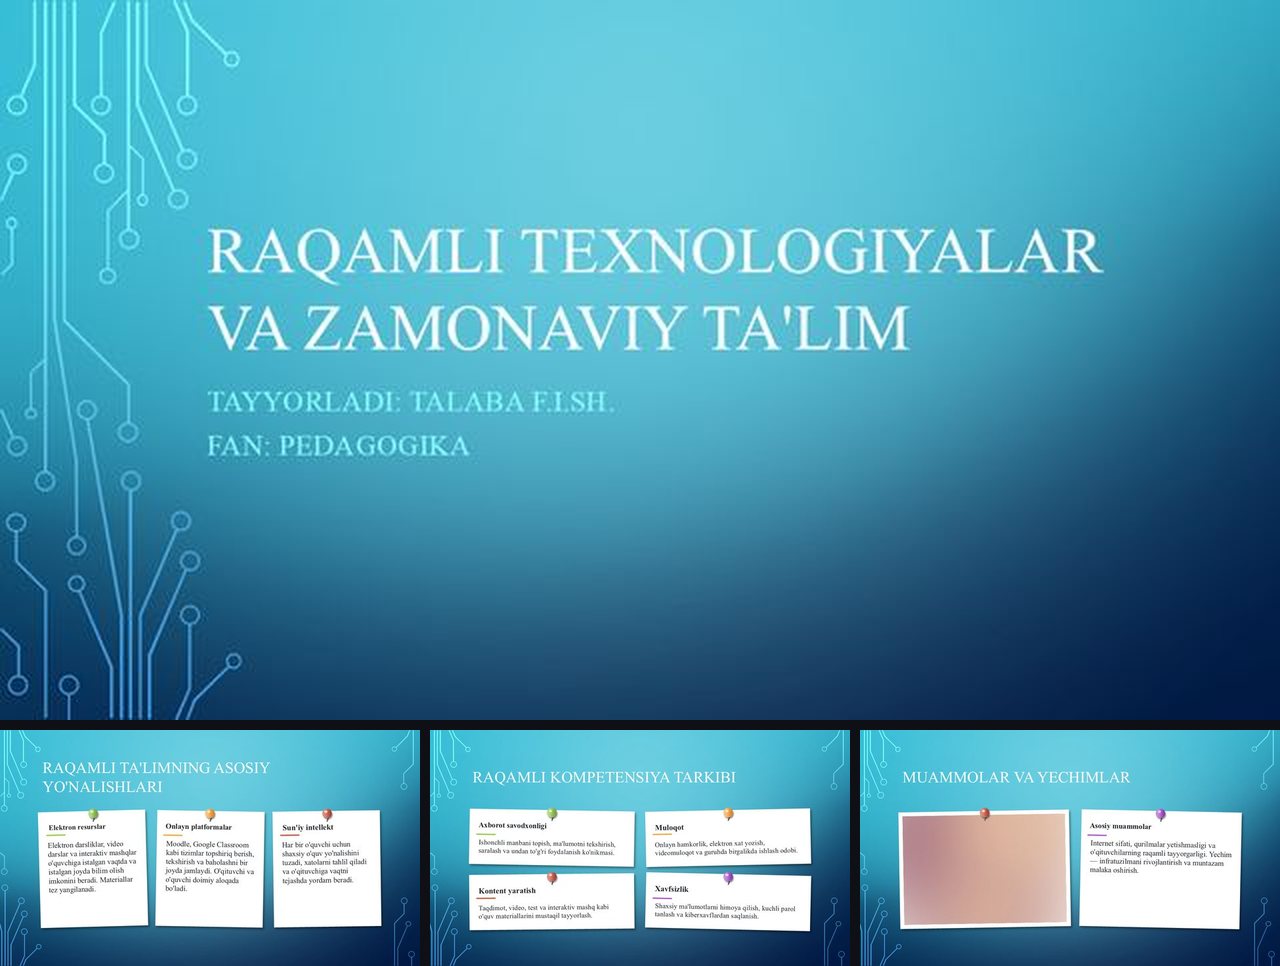 RAQAMLI TEXNOLOGIYALAR
VA ZAMONAVIY TA'LIM
TAYYORLADI: TALABA F.I.SH.
FAN: PEDAGOGIKA
RAQAMLI TA'LIMNING ASOSIY
YO'NALISHLARI
Elektron resurslar
Elektron darsliklar, video
darslar va interaktiv mashqlar
o'quvchiga istalgan vaqtda va
istalgan joyda bilim olish
imkonini beradi. Materiallar
tez yangilanadi.
Onlayn platformalar
Moodle, Google Classroom
kabi tizimlar topshiriq berish,
tekshirish va baholashni bir
joyda jamlaydi. O'qituvchi va
o'quvchi doimiy aloqada
bo'ladi.
Sun'iy intellekt
Har bir o'quvchi uchun
shaxsiy o'quv yo'nalishini
tuzadi, xatolarni tahlil qiladi
va o'qituvchiga vaqtni
tejashda yordam beradi.
RAQAMLI KOMPETENSIYA TARKIBI
Axborot savodxonligi
Ishonchli manbani topish, ma'lumotni tekshirish,
saralash va undan to'g'ri foydalanish ko'nikmasi.
Muloqot
Onlayn hamkorlik, elektron xat yozish,
videomuloqot va guruhda birgalikda ishlash odobi.
Kontent yaratish
Taqdimot, video, test va interaktiv mashq kabi
o'quv materiallarini mustaqil tayyorlash.
Xavfsizlik
Shaxsiy ma'lumotlarni himoya qilish, kuchli parol
tanlash va kiberxavflardan saqlanish.
MUAMMOLAR VA YECHIMLAR
Asosiy muammolar
Internet sifati, qurilmalar yetishmasligi va
o'qituvchilarning raqamli tayyorgarligi. Yechim
— infratuzilmani rivojlantirish va muntazam
malaka oshirish.